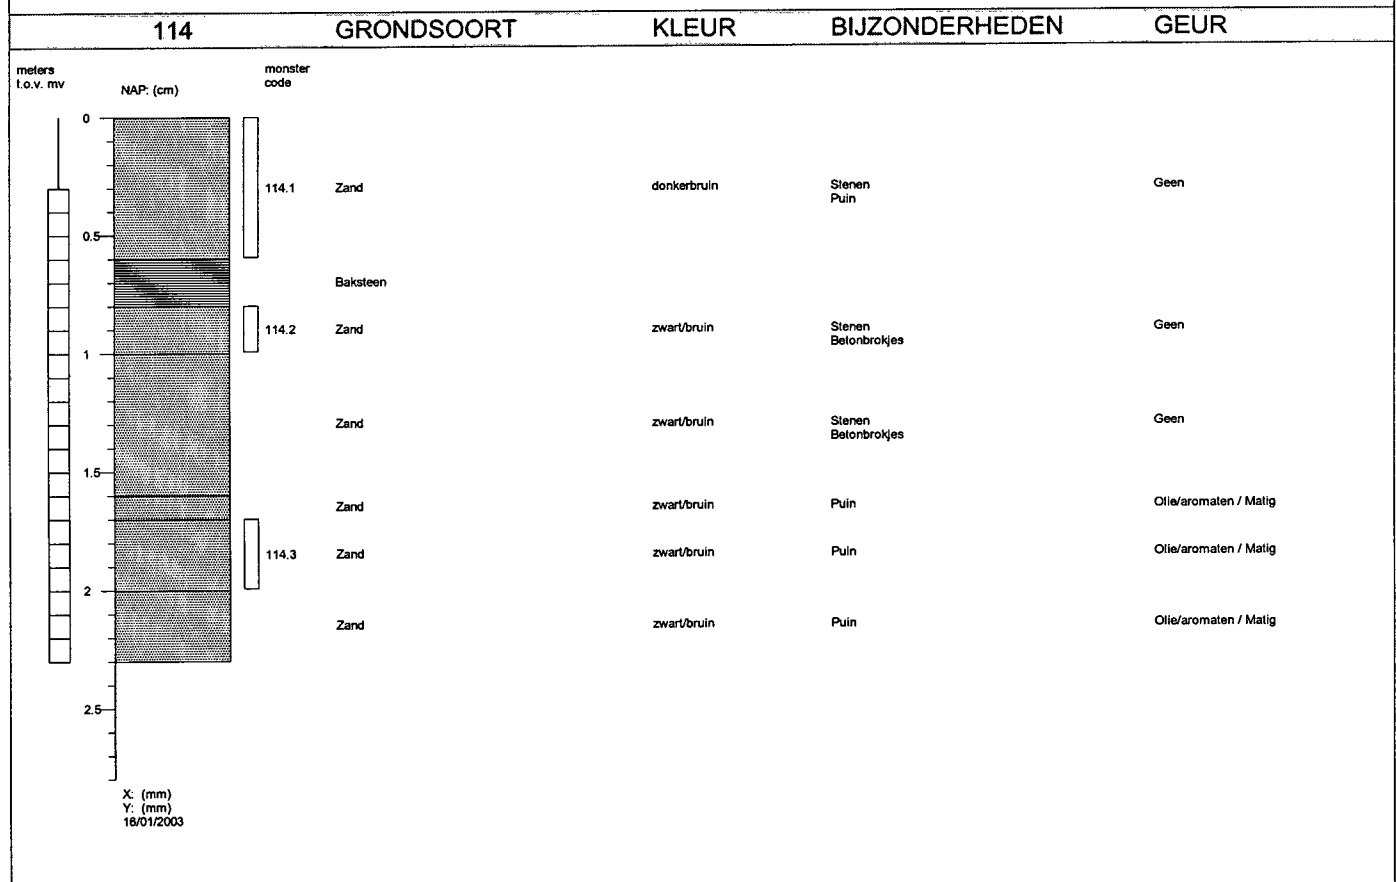 114 GRONDSOORT KLEUR BIJZONDERHEDEN GEUR
meters
t.o.v. mv
NAP: (cm)
monster
code
0
114.1 Zand donkerbruin Stenen Geen
Puin
0.5
Baksteen
114.2 Zand zwart/bruin Stenen Geen
Betonbrokjes
1
Zand zwart/bruin Stenen Geen
Betonbrokjes
1.5
Zand zwart/bruin Puin Olie/aromaten / Matig
114.3 Zand zwart/bruin Puin Olie/aromaten / Matig
2
Zand zwart/bruin Puin Olie/aromaten / Matig
2.5
X: (mm)
Y: (mm)
16/01/2003